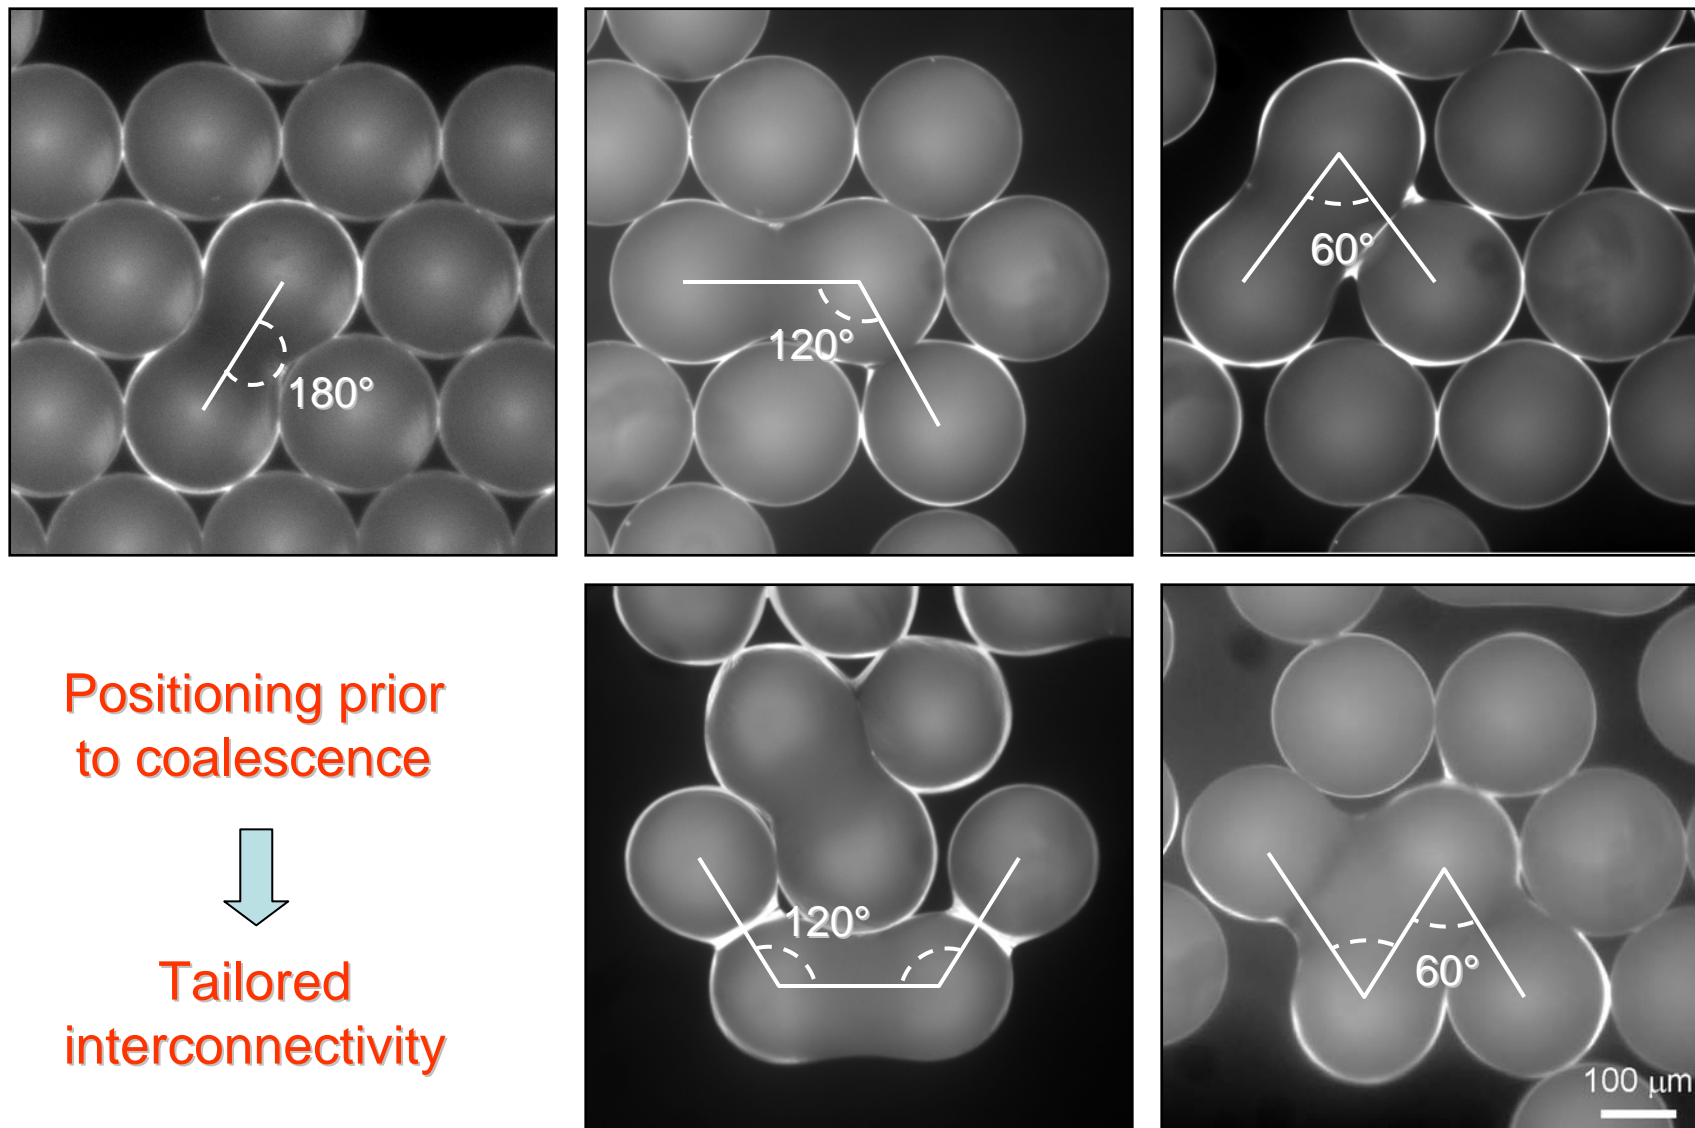 180°
120°
60°
Positioning prior
to coalescence
Tailored
interconnectivity
120°
60°
100 μm